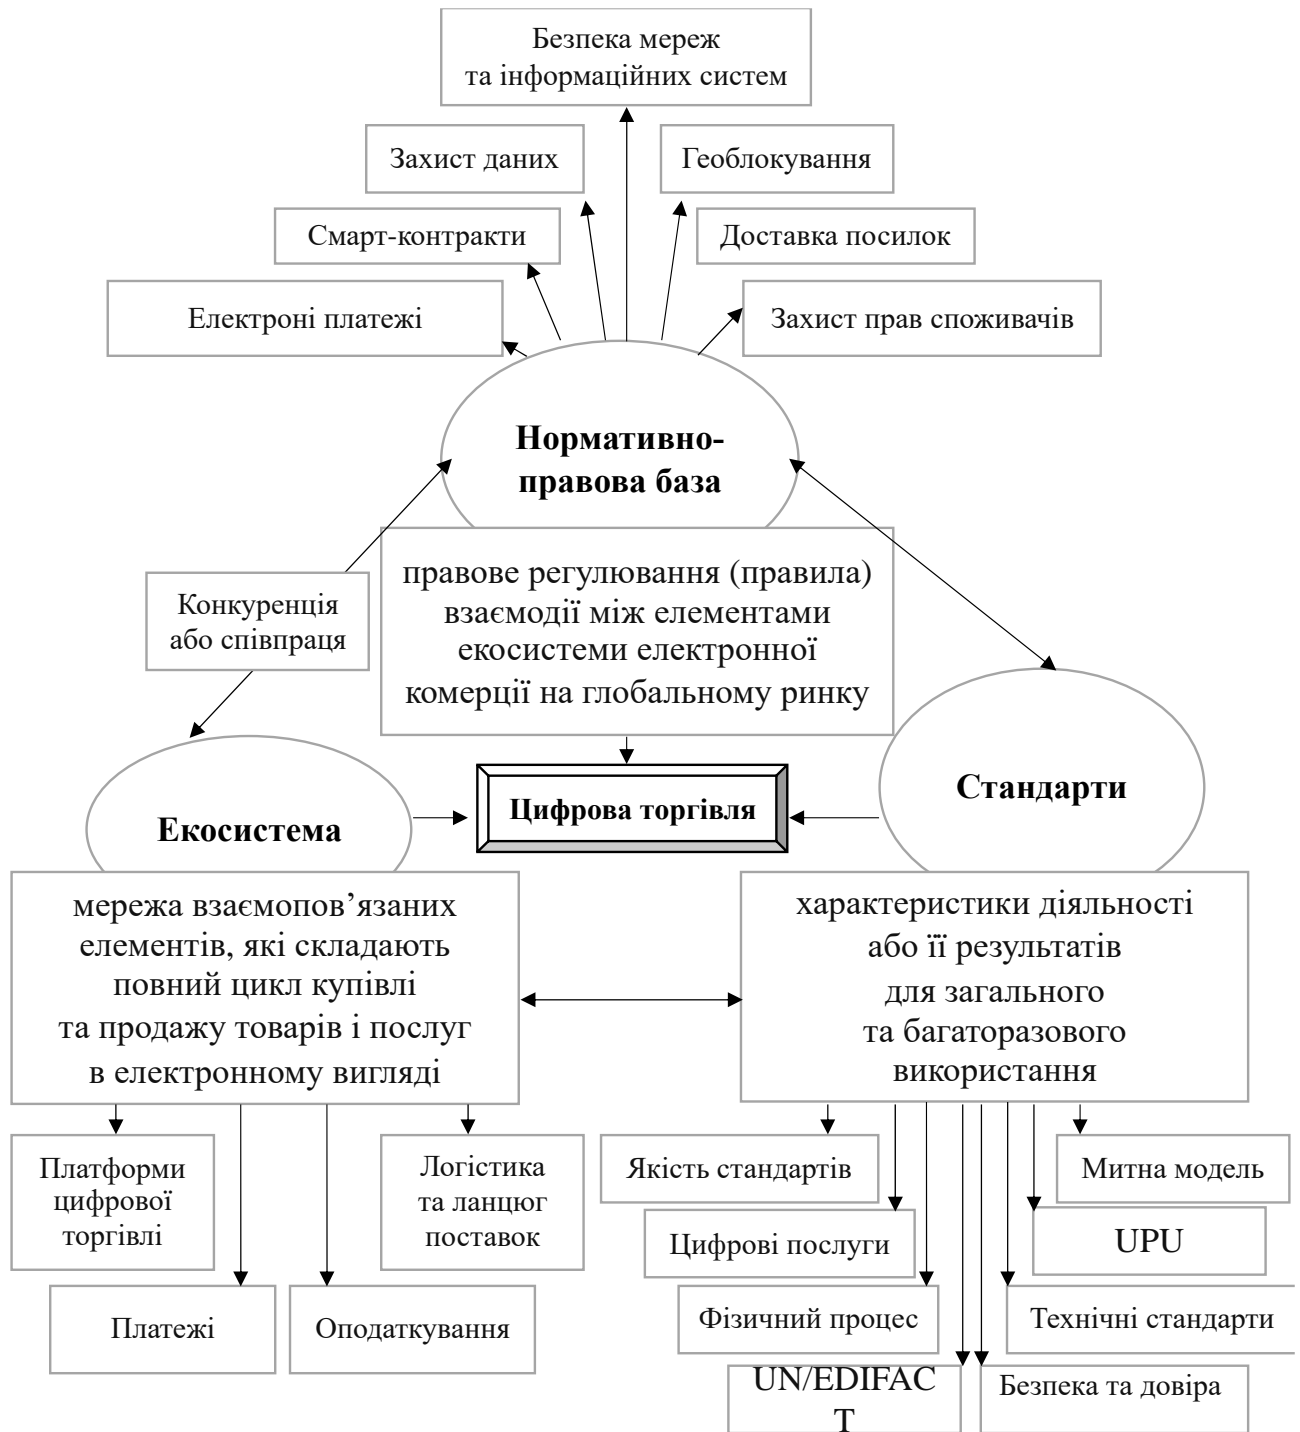 Безпека мереж
та інформаційних систем
Захист даних
Геоблокування
Смарт-контракти
Доставка посилок
Електроні платежі
Захист прав споживачів
Нормативно-
правова база
Конкуренція
або співпраця
правове регулювання (правила)
взаємодії між елементами
екосистеми електронної
комерції на глобальному ринку
Екосистема
Цифрова торгівля
Стандарти
мережа взаємопов’язаних
елементів, які складають
повний цикл купівлі
та продажу товарів і послуг
в електронному вигляді
характеристики діяльності
або її результатів
для загального
та багаторазового
використання
Платформи
цифрової
торгівлі
Логістика
та ланцюг
поставок
Платежі
Оподаткування
Якість стандартів
Митна модель
Цифрові послуги
UPU
Фізичний процес
Технічні стандарти
UN/EDIFAC
T
Безпека та довіра